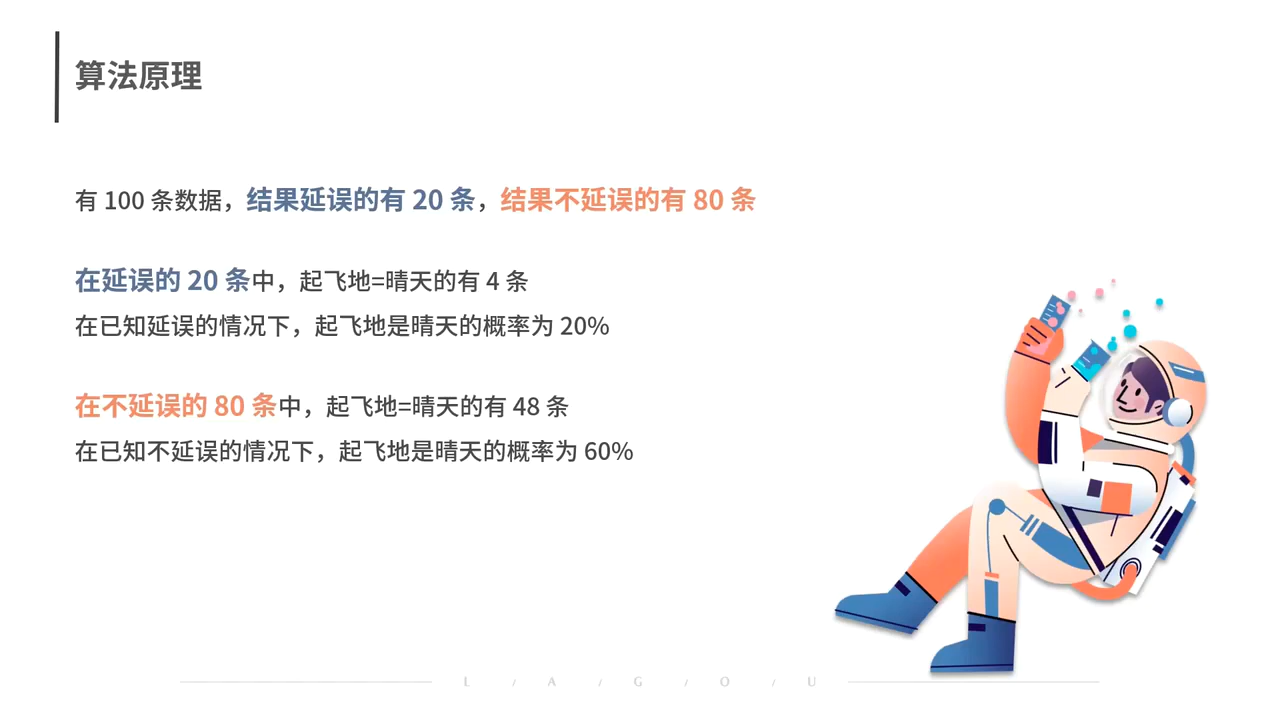 算法原理
有 100 条数据，结果延误的有 20 条，结果不延误的有 80 条
在延误的 20 条中，起飞地=晴天的有 4 条
在已知延误的情况下，起飞地是晴天的概率为 20%
在不延误的 80 条中，起飞地=晴天的有 48 条
在已知不延误的情况下，起飞地是晴天的概率为 60%
L / A / G / O / U